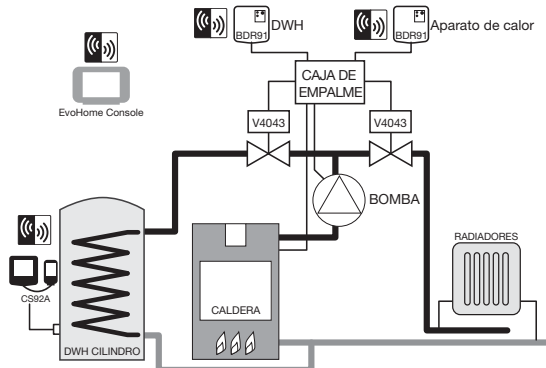 BDR91
DWH
BDR91
Aparato de calor
EvoHome Console
CAJA DE
EMPALME
V4043
V4043
BOMBA
RADIADORES
CS92A
CALDERA
DWH CILINDRO